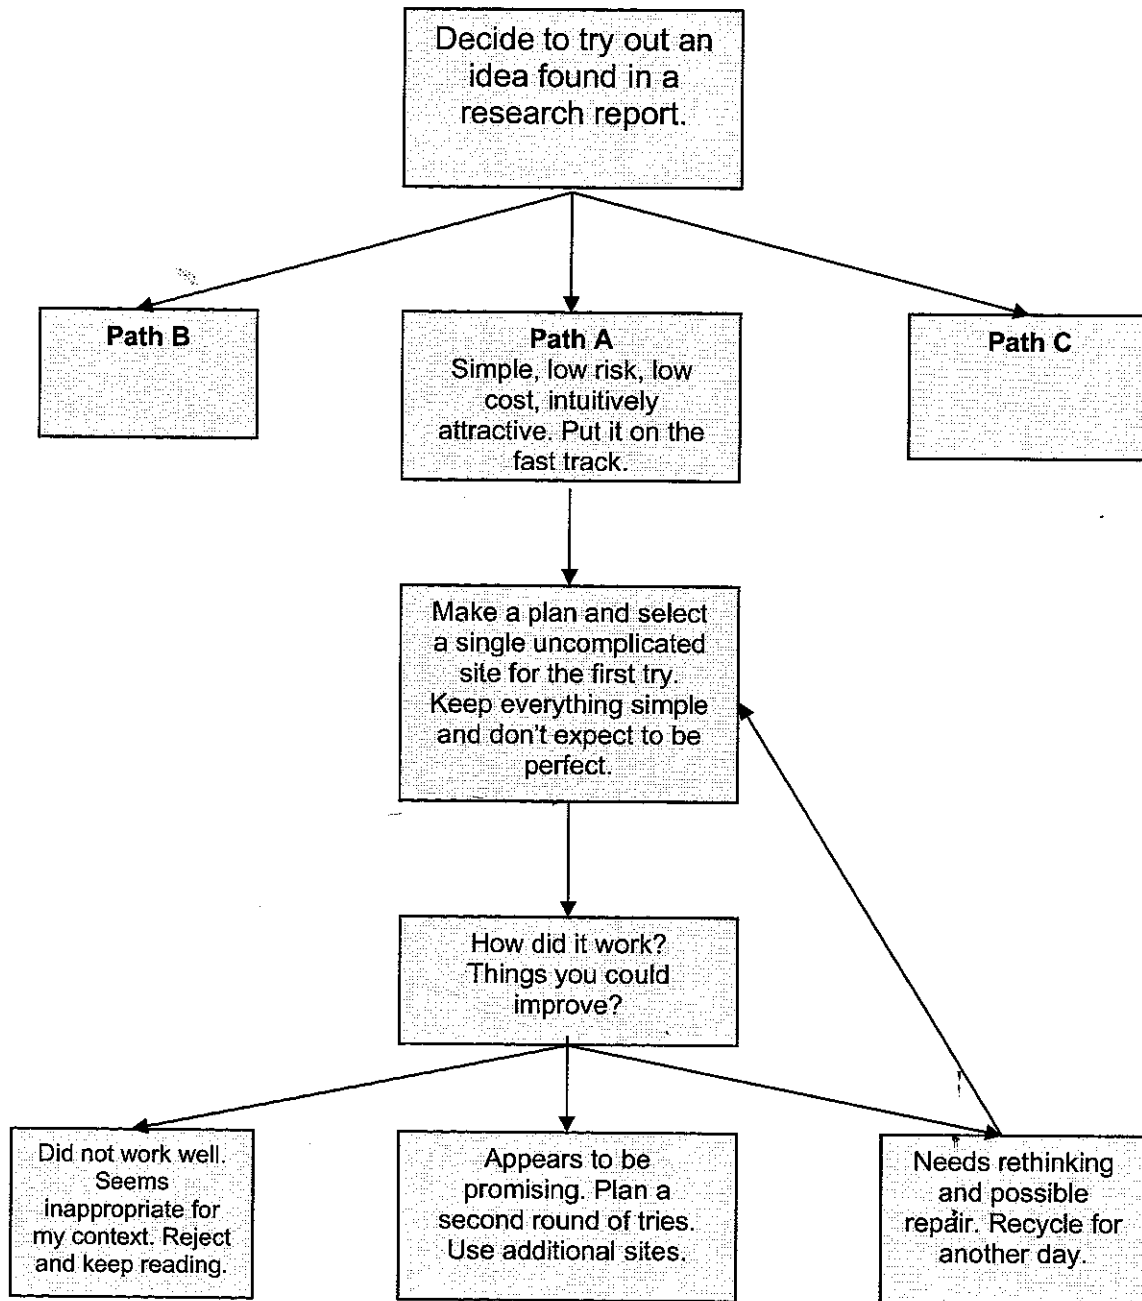 Decide to try out an
idea found in a
research report.
Path B
Path A
Simple, low risk, low
cost, intuitively
attractive. Put it on the
fast track.
Path C
Make a plan and select
a single uncomplicated
site for the first try.
Keep everything simple
and don't expect to be
perfect.
How did it work?
Things you could
improve?
Did not work well.
Seems
inappropriate for
my context. Reject
and keep reading.
Appears to be
promising. Plan a
second round of tries.
Use additional sites.
Needs rethinking
and possible
repair. Recycle for
another day.